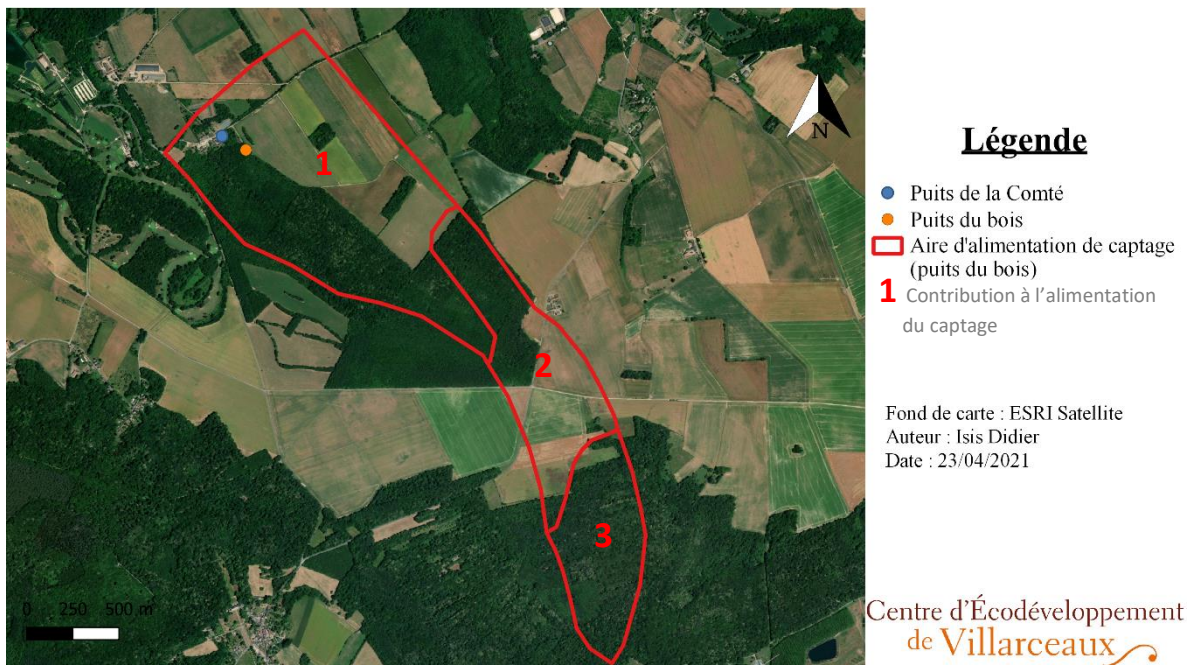 1
2
3
N
0 250 500 m
Légende
Puits de la Comté
Puits du bois
Aire d'alimentation de captage
(puits du bois)
1 Contribution à l'alimentation
du captage
Fond de carte : ESRI Satellite
Auteur : Isis Didier
Date : 23/04/2021
Centre d'Écodéveloppement
de Villarceaux